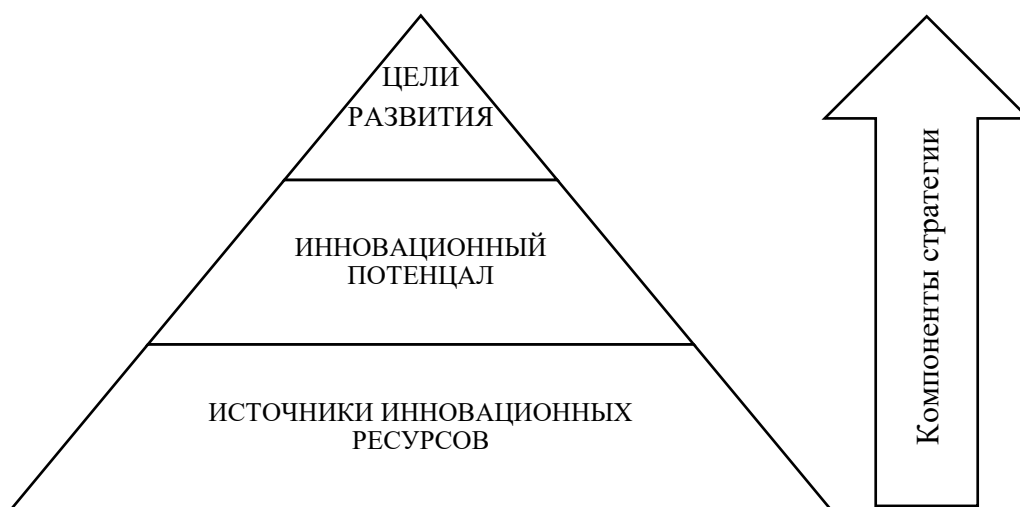 ЦЕЛИ
РАЗВИТИЯ
ИННОВАЦИОННЫЙ
ПОТЕНЦАЛ
ИСТОЧНИКИ ИННОВАЦИОННЫХ
РЕСУРСОВ
Компоненты стратегии